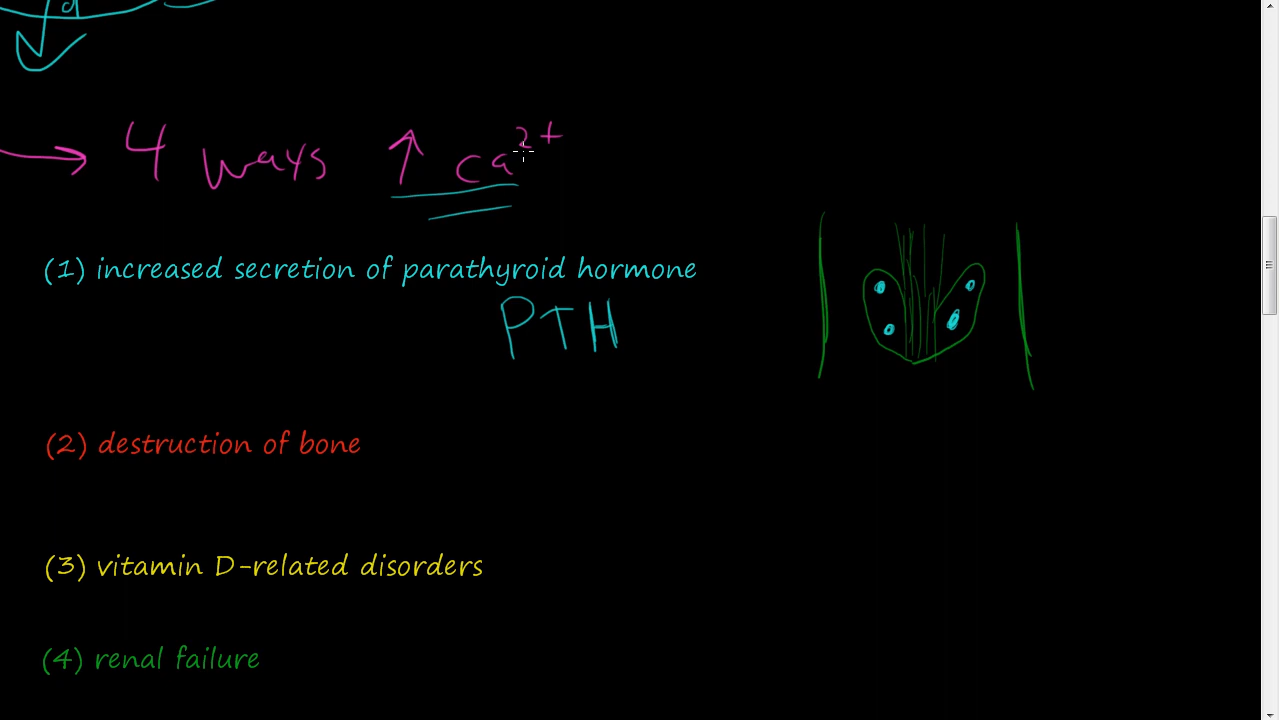 4 ways ↑ Ca²⁺
(1) increased secretion of parathyroid hormone
PTH
(2) destruction of bone
(3) vitamin D-related disorders
(4) renal failure